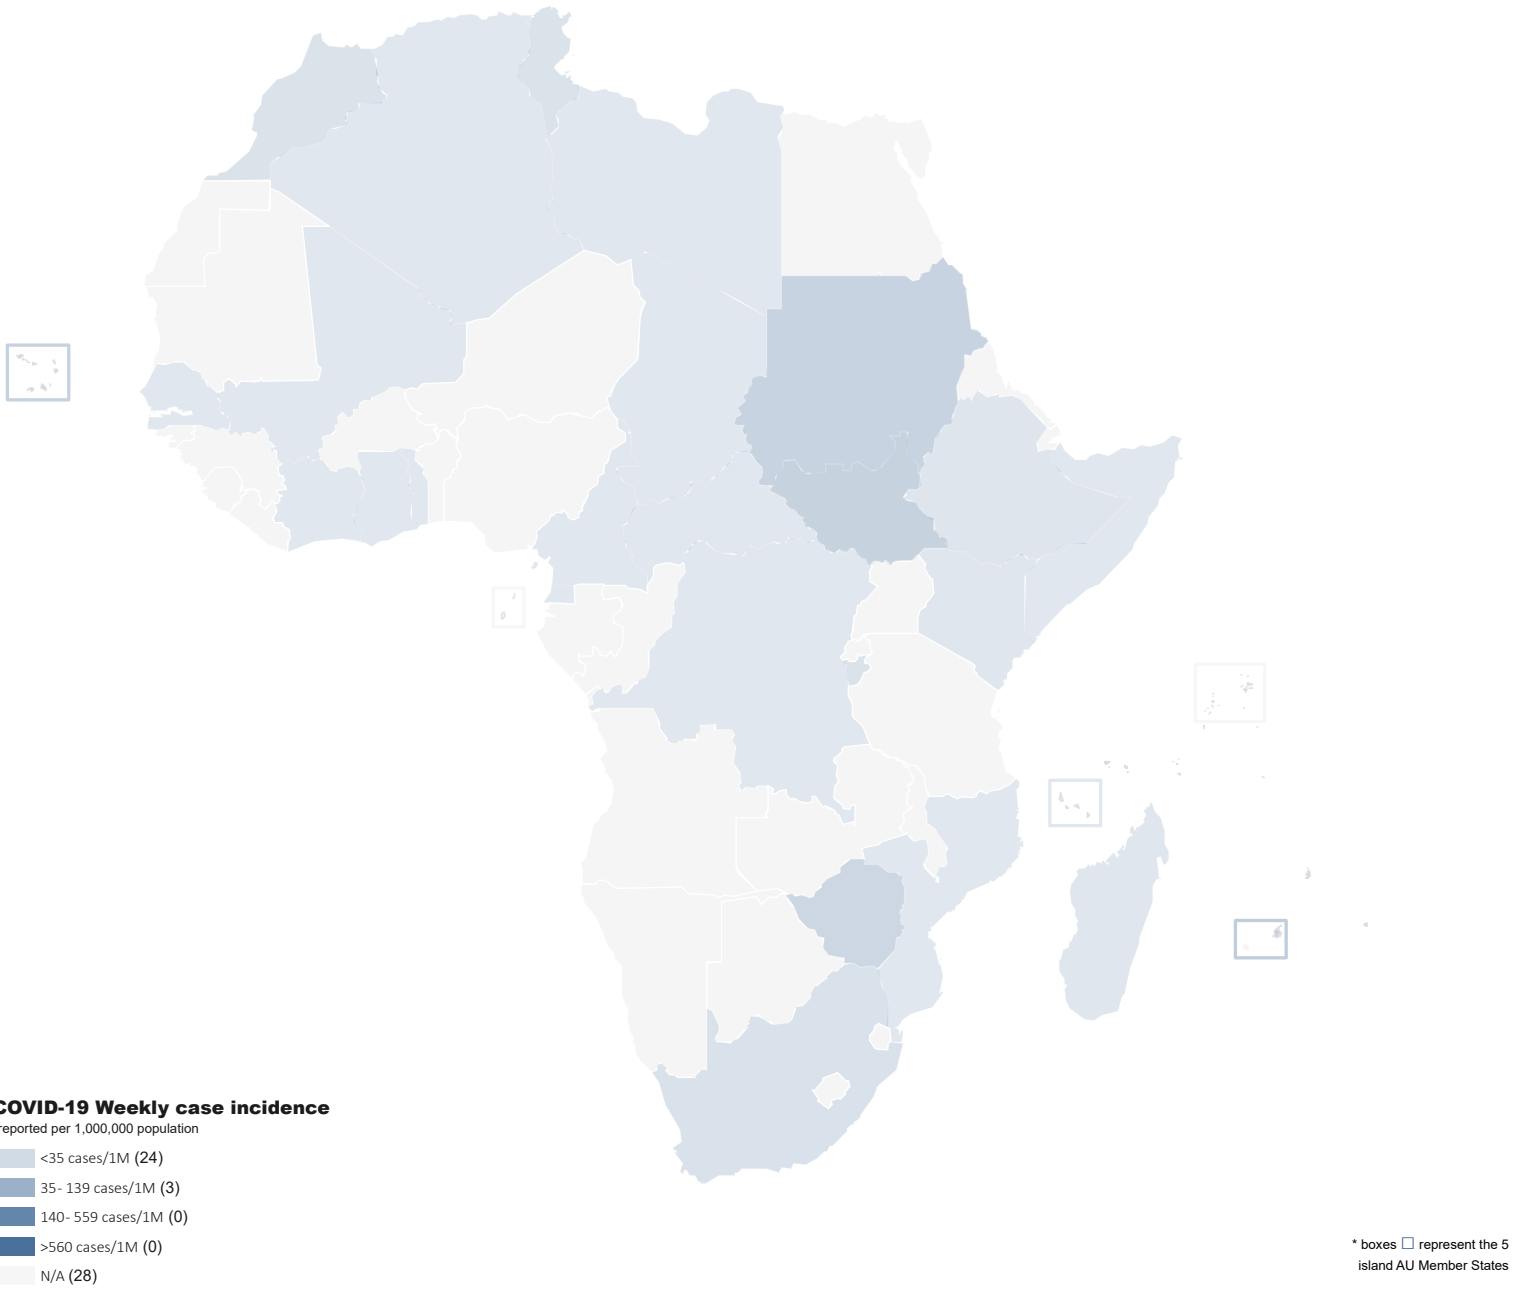 COVID-19 Weekly case incidence
reported per 1,000,000 population
<35 cases/1M (24)
35- 139 cases/1M (3)
140- 559 cases/1M (0)
>560 cases/1M (0)
N/A (28)
* boxes □ represent the 5
island AU Member States